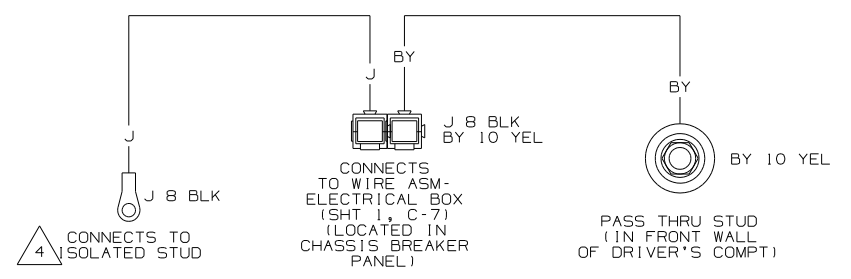 J
BY
J
BY
J 8 BLK
BY 10 YEL
J 8 BLK
CONNECTS TO
ISOLATED STUD
4
CONNECTS
TO WIRE ASM-
ELECTRICAL BOX
(SHT 1, C-7)
(LOCATED IN
CHASSIS BREAKER
PANEL)
BY 10 YEL
PASS THRU STUD
(IN FRONT WALL
OF DRIVER'S COMPT)